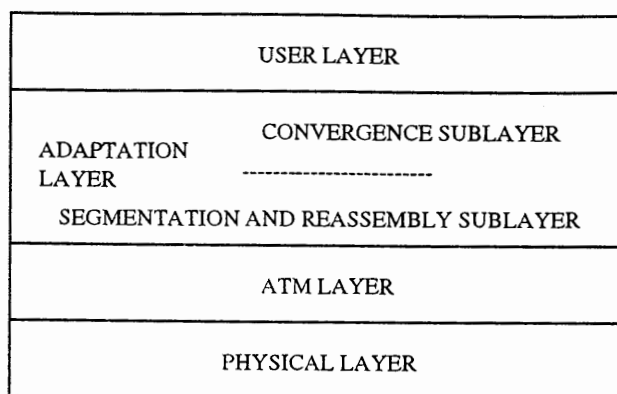 USER LAYER
CONVERGENCE SUBLAYER
ADAPTATION
LAYER
SEGMENTATION AND REASSEMBLY SUBLAYER
ATM LAYER
PHYSICAL LAYER